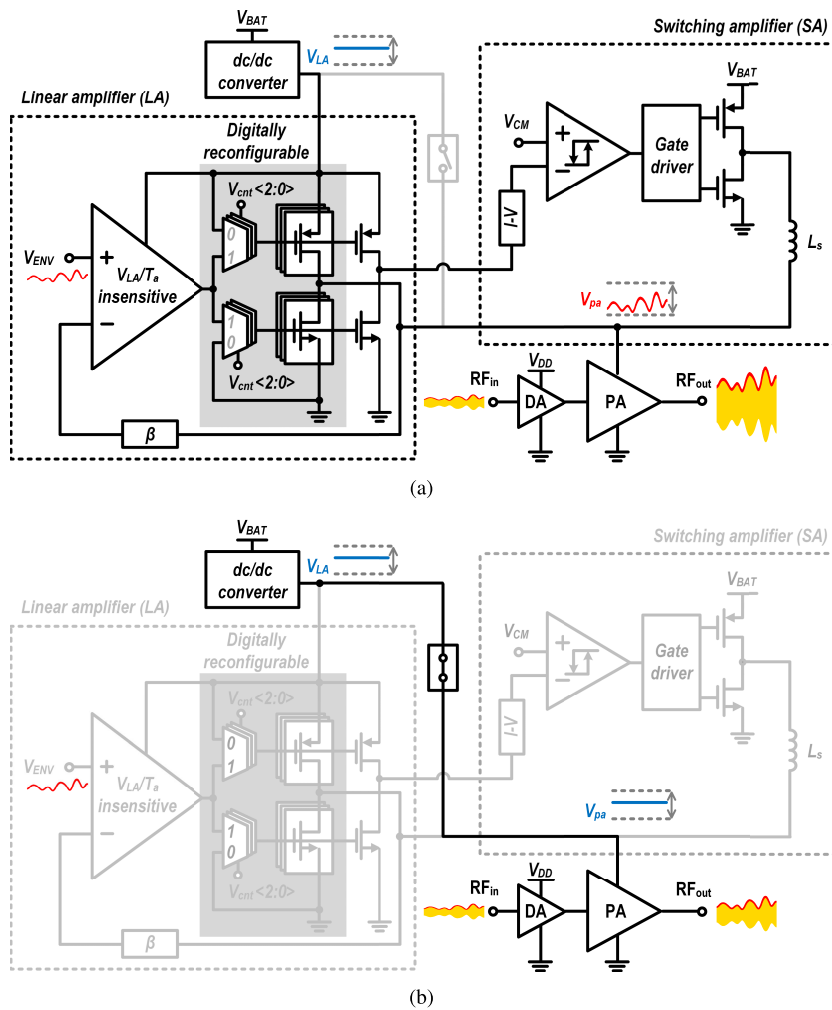 Switching amplifier (SA)
VBAT
dc/dc
converter
VLA
Linear amplifier (LA)
Digitally
reconfigurable
Vcnt <2:0>
0
1
VENV
+
VLA/Ta
insensitive
−
1
0
Vcnt <2:0>
β
VCM
+
−
I-V
Gate
driver
VBAT
Ls
Vpa
RFin
VDD
DA
PA
RFout
(a)
Switching amplifier (SA)
VBAT
dc/dc
converter
VLA
Linear amplifier (LA)
Digitally
reconfigurable
Vcnt <2:0>
0
1
VENV
+
VLA/Ta
insensitive
−
1
0
Vcnt <2:0>
β
VCM
+
−
I-V
Gate
driver
VBAT
Ls
Vpa
RFin
VDD
DA
PA
RFout
(b)